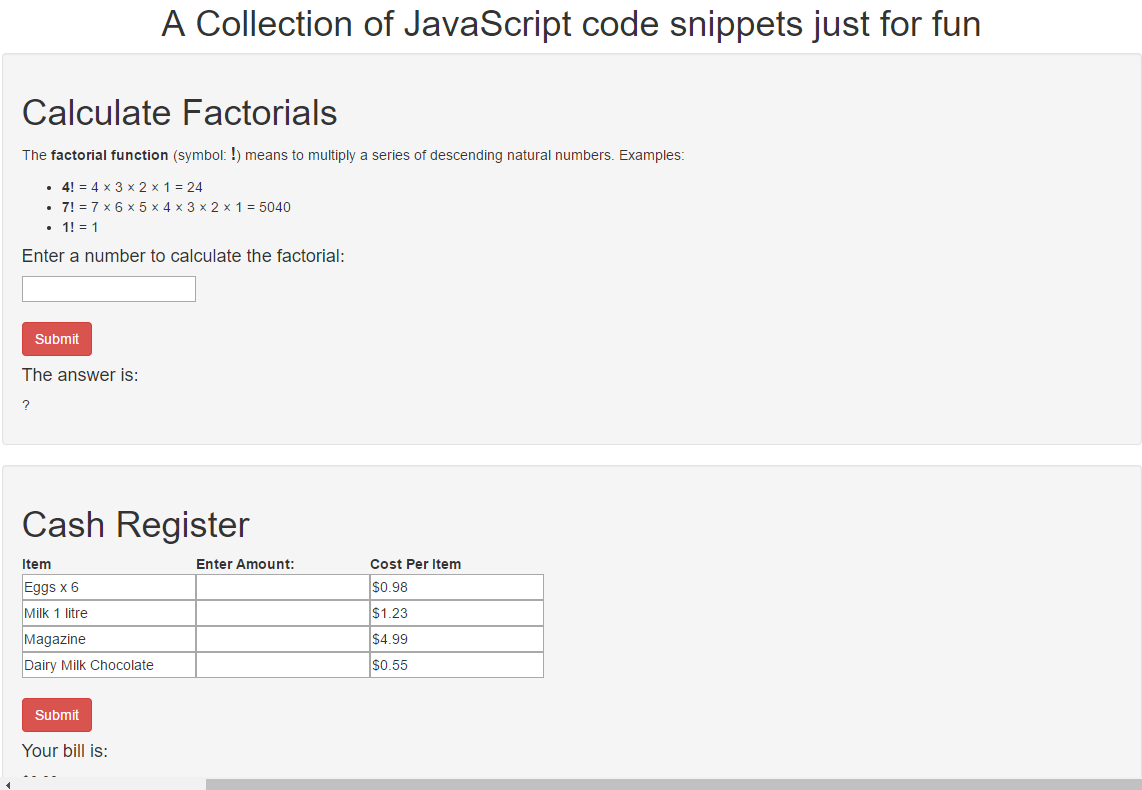 A Collection of JavaScript code snippets just for fun
Calculate Factorials
The factorial function (symbol: !) means to multiply a series of descending natural numbers. Examples:
• 4! = 4 × 3 × 2 × 1 = 24
• 7! = 7 × 6 × 5 × 4 × 3 × 2 × 1 = 5040
• 1! = 1
Enter a number to calculate the factorial:
Submit
The answer is:
?
Cash Register
Item Enter Amount: Cost Per Item
Eggs x 6 $0.98
Milk 1 litre $1.23
Magazine $4.99
Dairy Milk Chocolate $0.55
Submit
Your bill is: